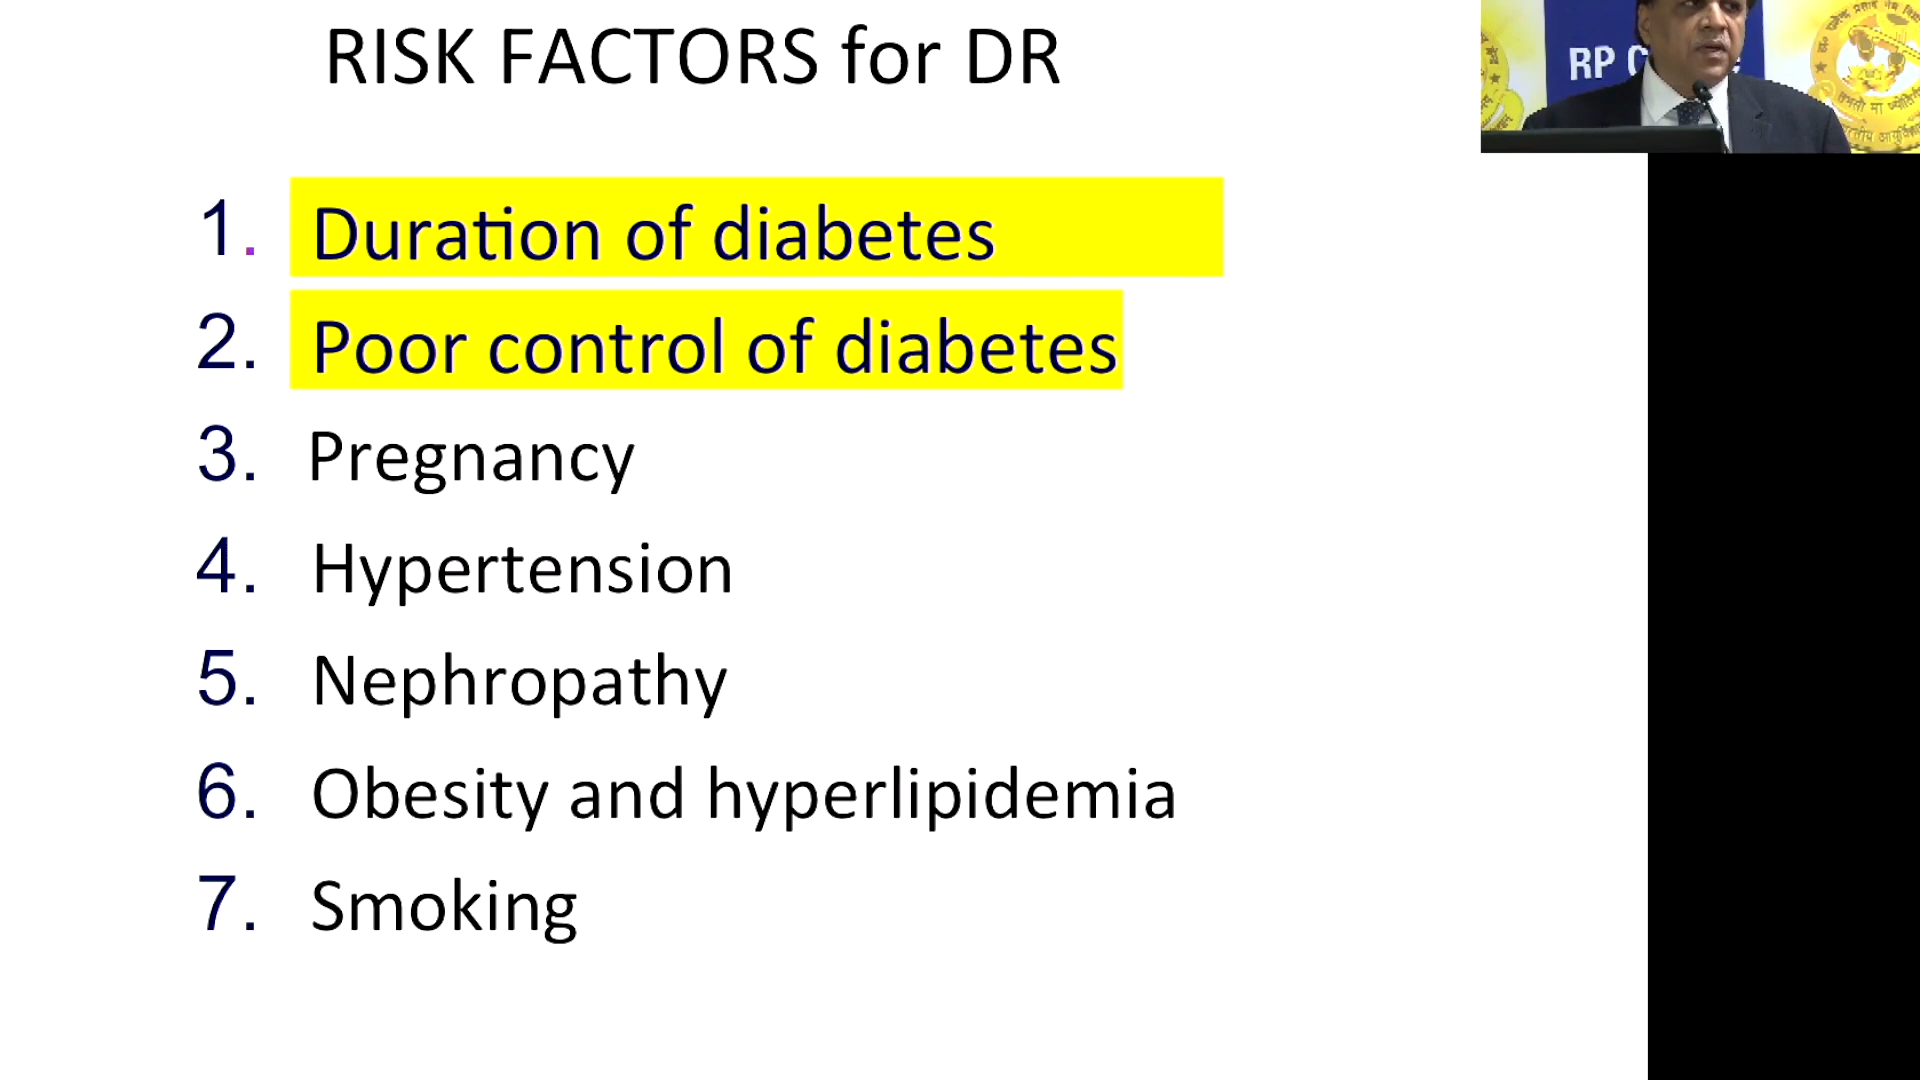 RISK FACTORS for DR
1. Duration of diabetes
2. Poor control of diabetes
3. Pregnancy
4. Hypertension
5. Nephropathy
6. Obesity and hyperlipidemia
7. Smoking
RP